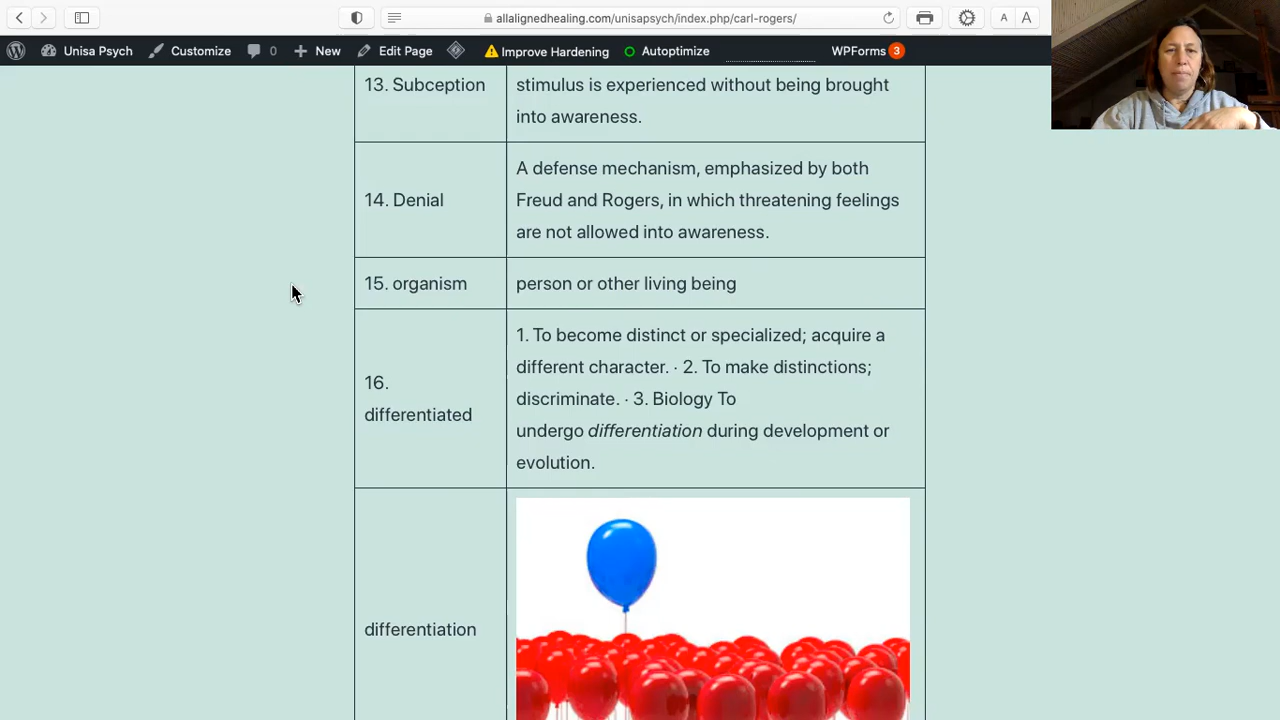 allalignedhealing.com/unisapsych/index.php/carl-rogers/
A A
Unisa Psych Customize 0 New Edit Page Improve Hardening Autoptimize WPForms 3
13. Subception
stimulus is experienced without being brought
into awareness.
14. Denial
A defense mechanism, emphasized by both
Freud and Rogers, in which threatening feelings
are not allowed into awareness.
15. organism
person or other living being
16.
differentiated
1. To become distinct or specialized; acquire a
different character. · 2. To make distinctions;
discriminate. · 3. Biology To
undergo differentiation during development or
evolution.
differentiation